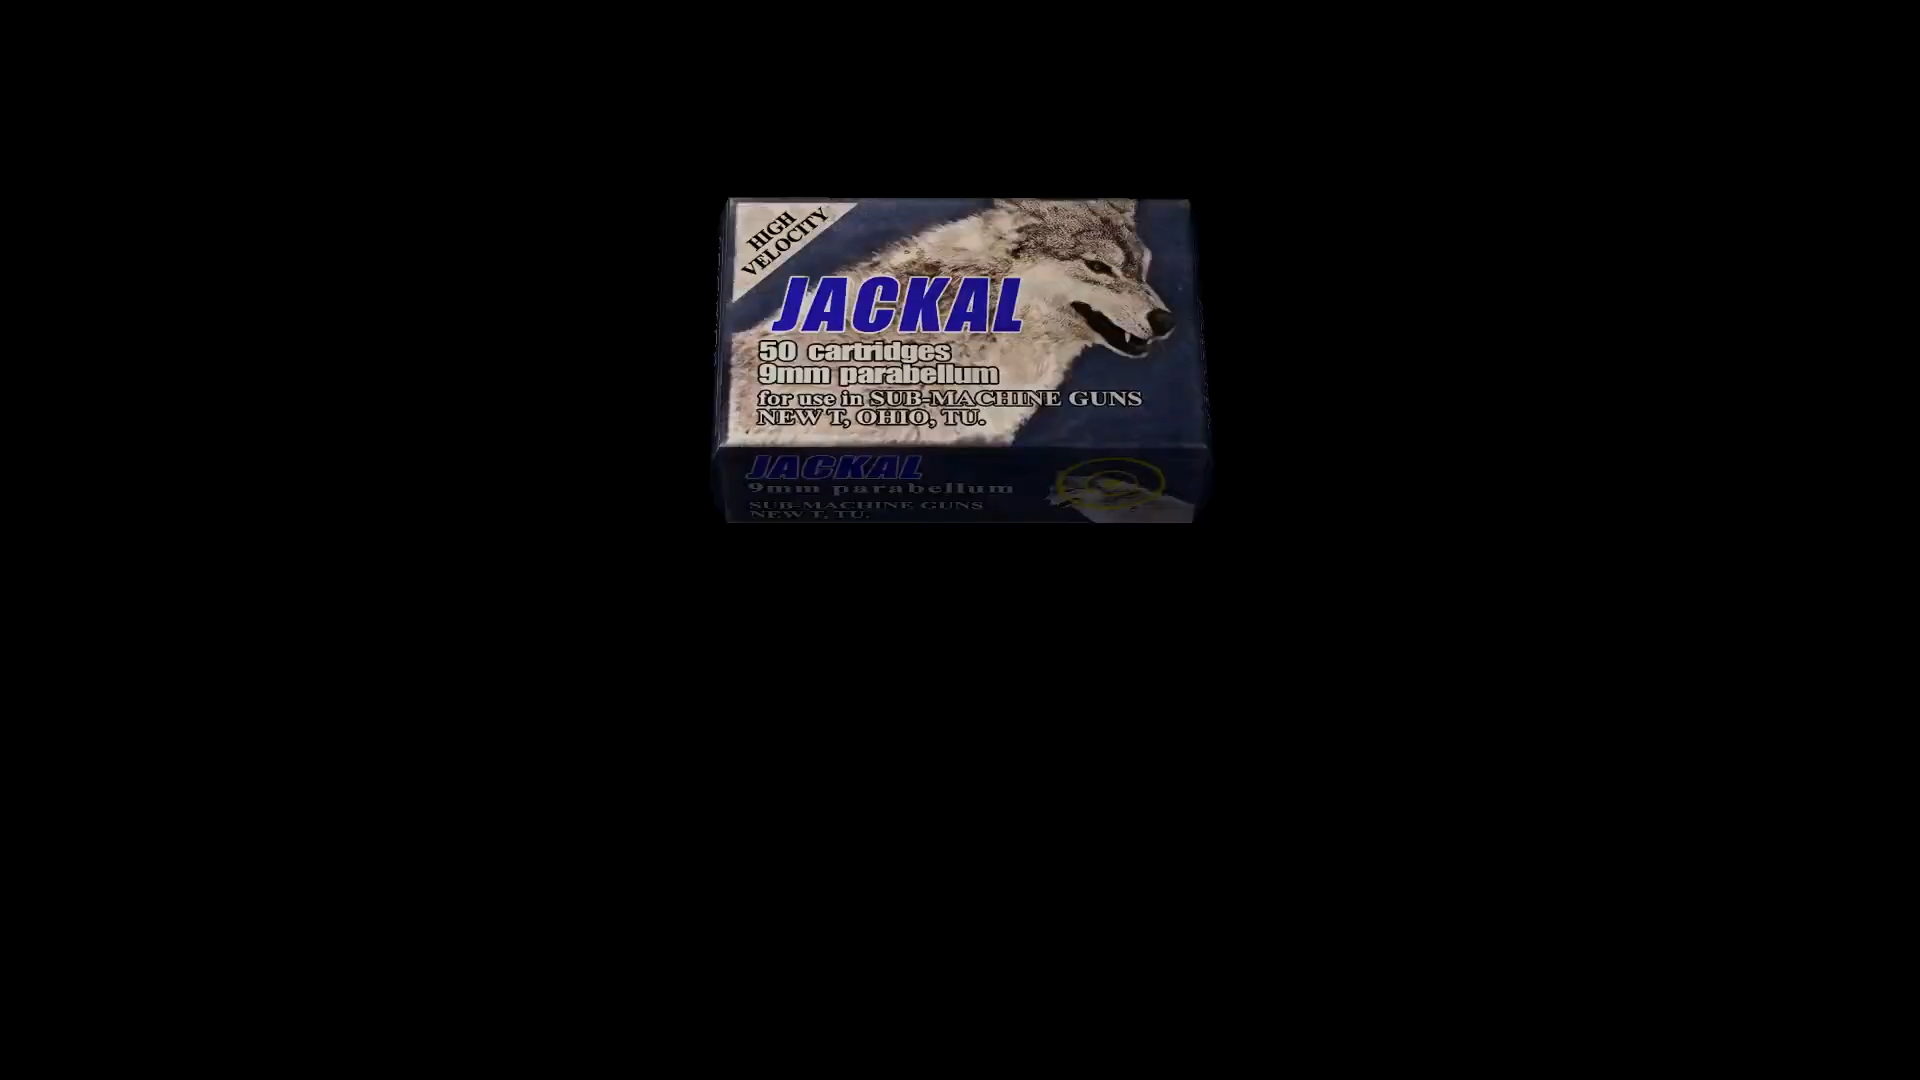 HIGH
VELOCITY
JACKAL
50 cartridges
9mm parabellum
for use in SUB-MACHINE GUNS
NEW T, OHIO, TU.
JACKAL
9mm parabellum
SUB-MACHINE GUNS
NEW T, TU.